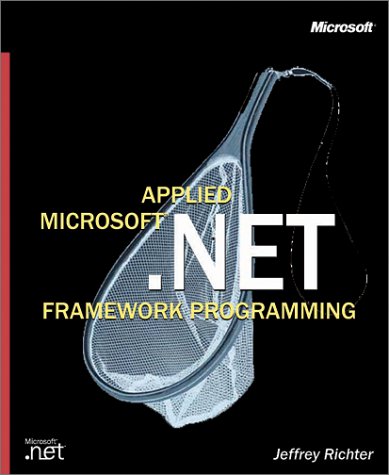 Microsoft®
APPLIED
MICROSOFT
.NET
FRAMEWORK PROGRAMMING
Microsoft®
.net
Jeffrey Richter